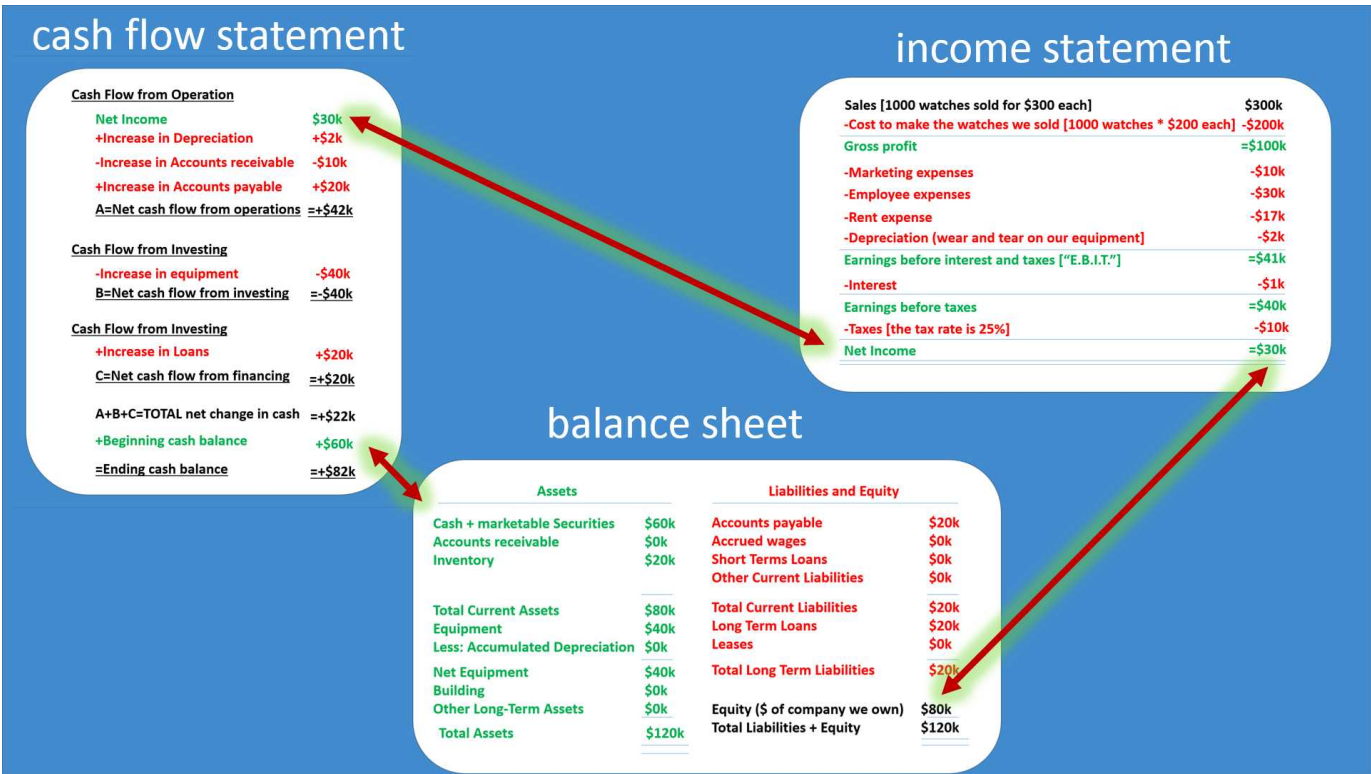 cash flow statement
Cash Flow from Operation
Net Income $30k
+Increase in Depreciation +$2k
-Increase in Accounts receivable -$10k
+Increase in Accounts payable +$20k
A=Net cash flow from operations =+$42k
Cash Flow from Investing
-Increase in equipment -$40k
B=Net cash flow from investing =-$40k
Cash Flow from Investing
+Increase in Loans +$20k
C=Net cash flow from financing =+$20k
A+B+C=TOTAL net change in cash =+$22k
+Beginning cash balance +$60k
=Ending cash balance =+$82k
income statement
Sales [1000 watches sold for $300 each] $300k
-Cost to make the watches we sold [1000 watches * $200 each] -$200k
Gross profit =$100k
-Marketing expenses -$10k
-Employee expenses -$30k
-Rent expense -$17k
-Depreciation (wear and tear on our equipment] -$2k
Earnings before interest and taxes ["E.B.I.T."] =$41k
-Interest -$1k
Earnings before taxes =$40k
-Taxes [the tax rate is 25%] -$10k
Net Income =$30k
balance sheet
Assets
Cash + marketable Securities $60k
Accounts receivable $0k
Inventory $20k
Total Current Assets $80k
Equipment $40k
Less: Accumulated Depreciation $0k
Net Equipment $40k
Building $0k
Other Long-Term Assets $0k
Total Assets $120k
Liabilities and Equity
Accounts payable $20k
Accrued wages $0k
Short Terms Loans $0k
Other Current Liabilities $0k
Total Current Liabilities $20k
Long Term Loans $20k
Leases $0k
Total Long Term Liabilities $20k
Equity ($ of company we own) $80k
Total Liabilities + Equity $120k